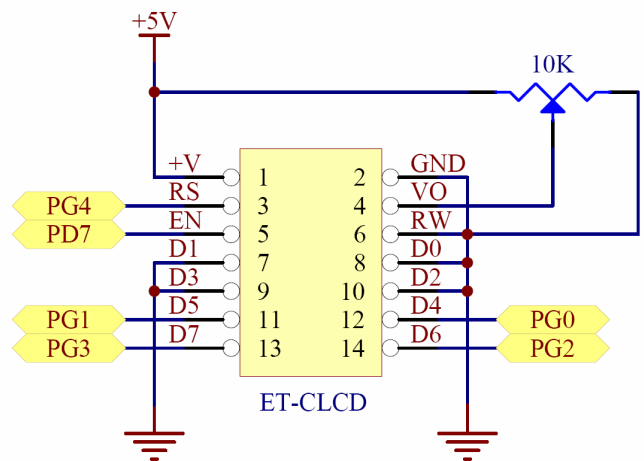 +5V
10K
+V 1 2 GND
PG4 RS 3 4 VO
PD7 EN 5 6 RW
D1 7 8 D0
D3 9 10 D2
PG1 D5 11 12 D4 PG0
PG3 D7 13 14 D6 PG2
ET-CLCD